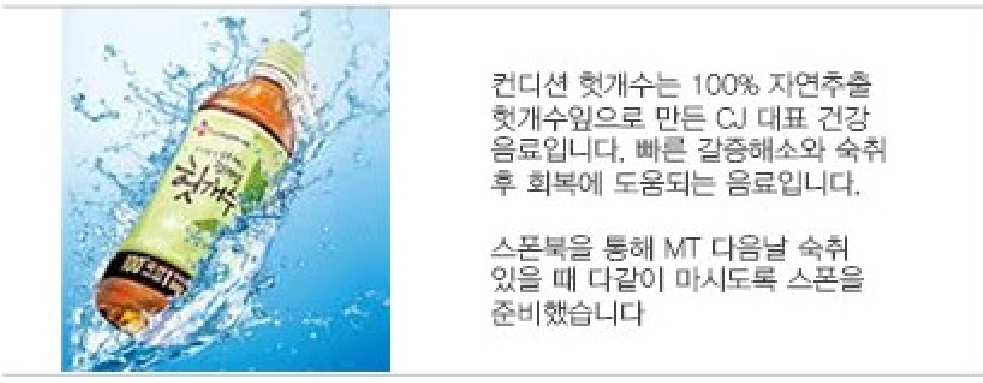 헛개수
컨디션 헛개수는 100% 자연추출
헛개수잎으로 만든 CJ 대표 건강
음료입니다. 빠른 갈증해소와 숙취
후 회복에 도움되는 음료입니다.
스폰북을 통해 MT 다음날 숙취
있을 때 다같이 마시도록 스폰을
준비했습니다